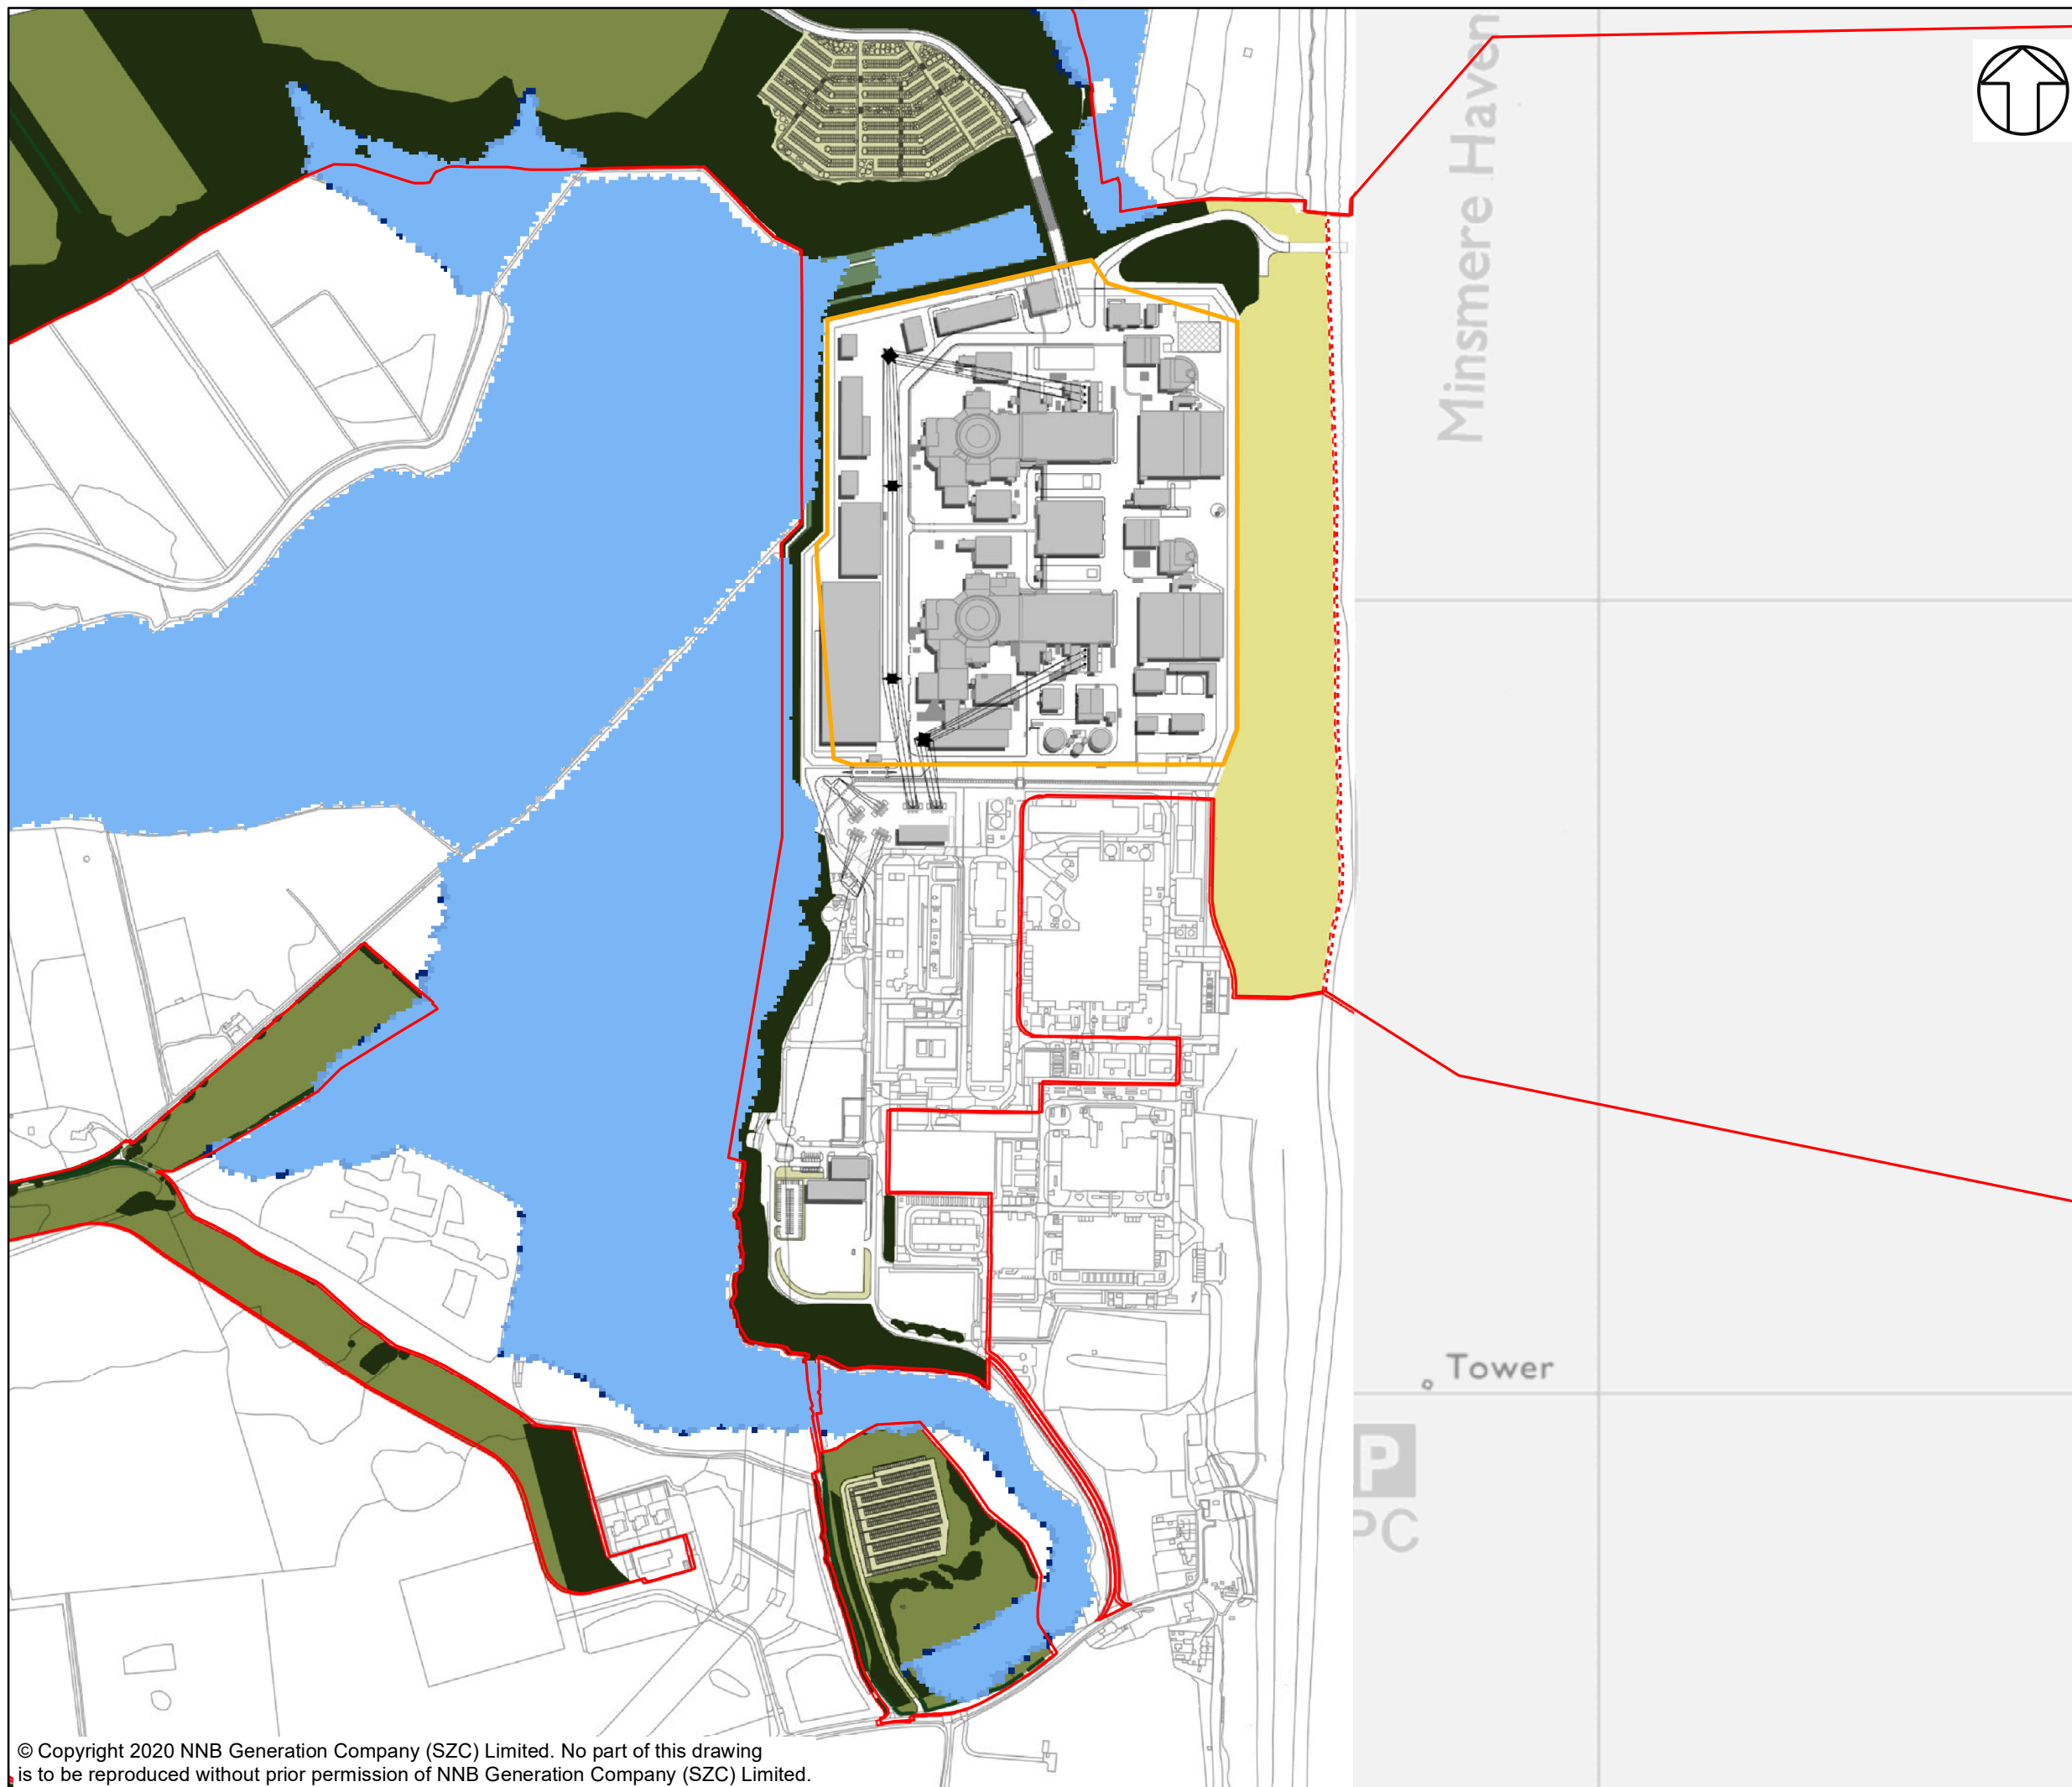 Minsmere Haven
Tower
P
PC
© Copyright 2020 NNB Generation Company (SZC) Limited. No part of this drawing
is to be reproduced without prior permission of NNB Generation Company (SZC) Limited.